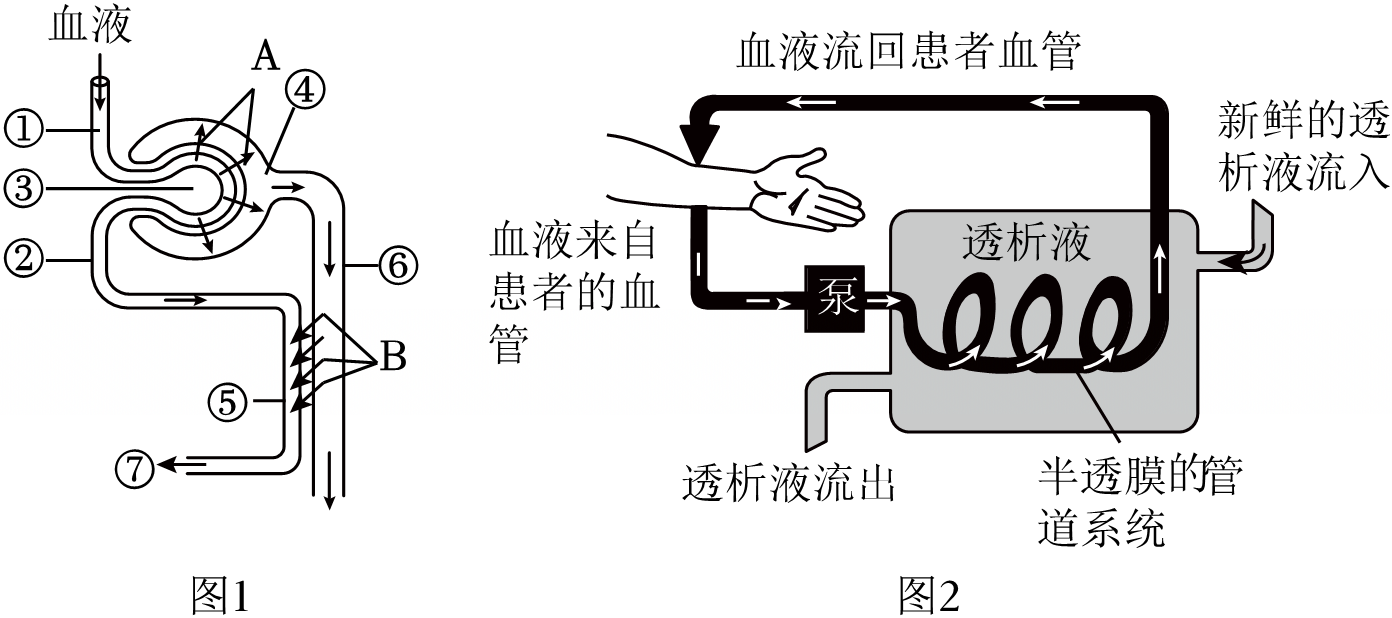 血液
A
④
①
③
②
⑥
B
⑤
⑦
图1
血液流回患者血管
新鲜的透
析液流入
血液来自
患者的血
管
透析液
泵
透析液流出
半透膜的管
道系统
图2